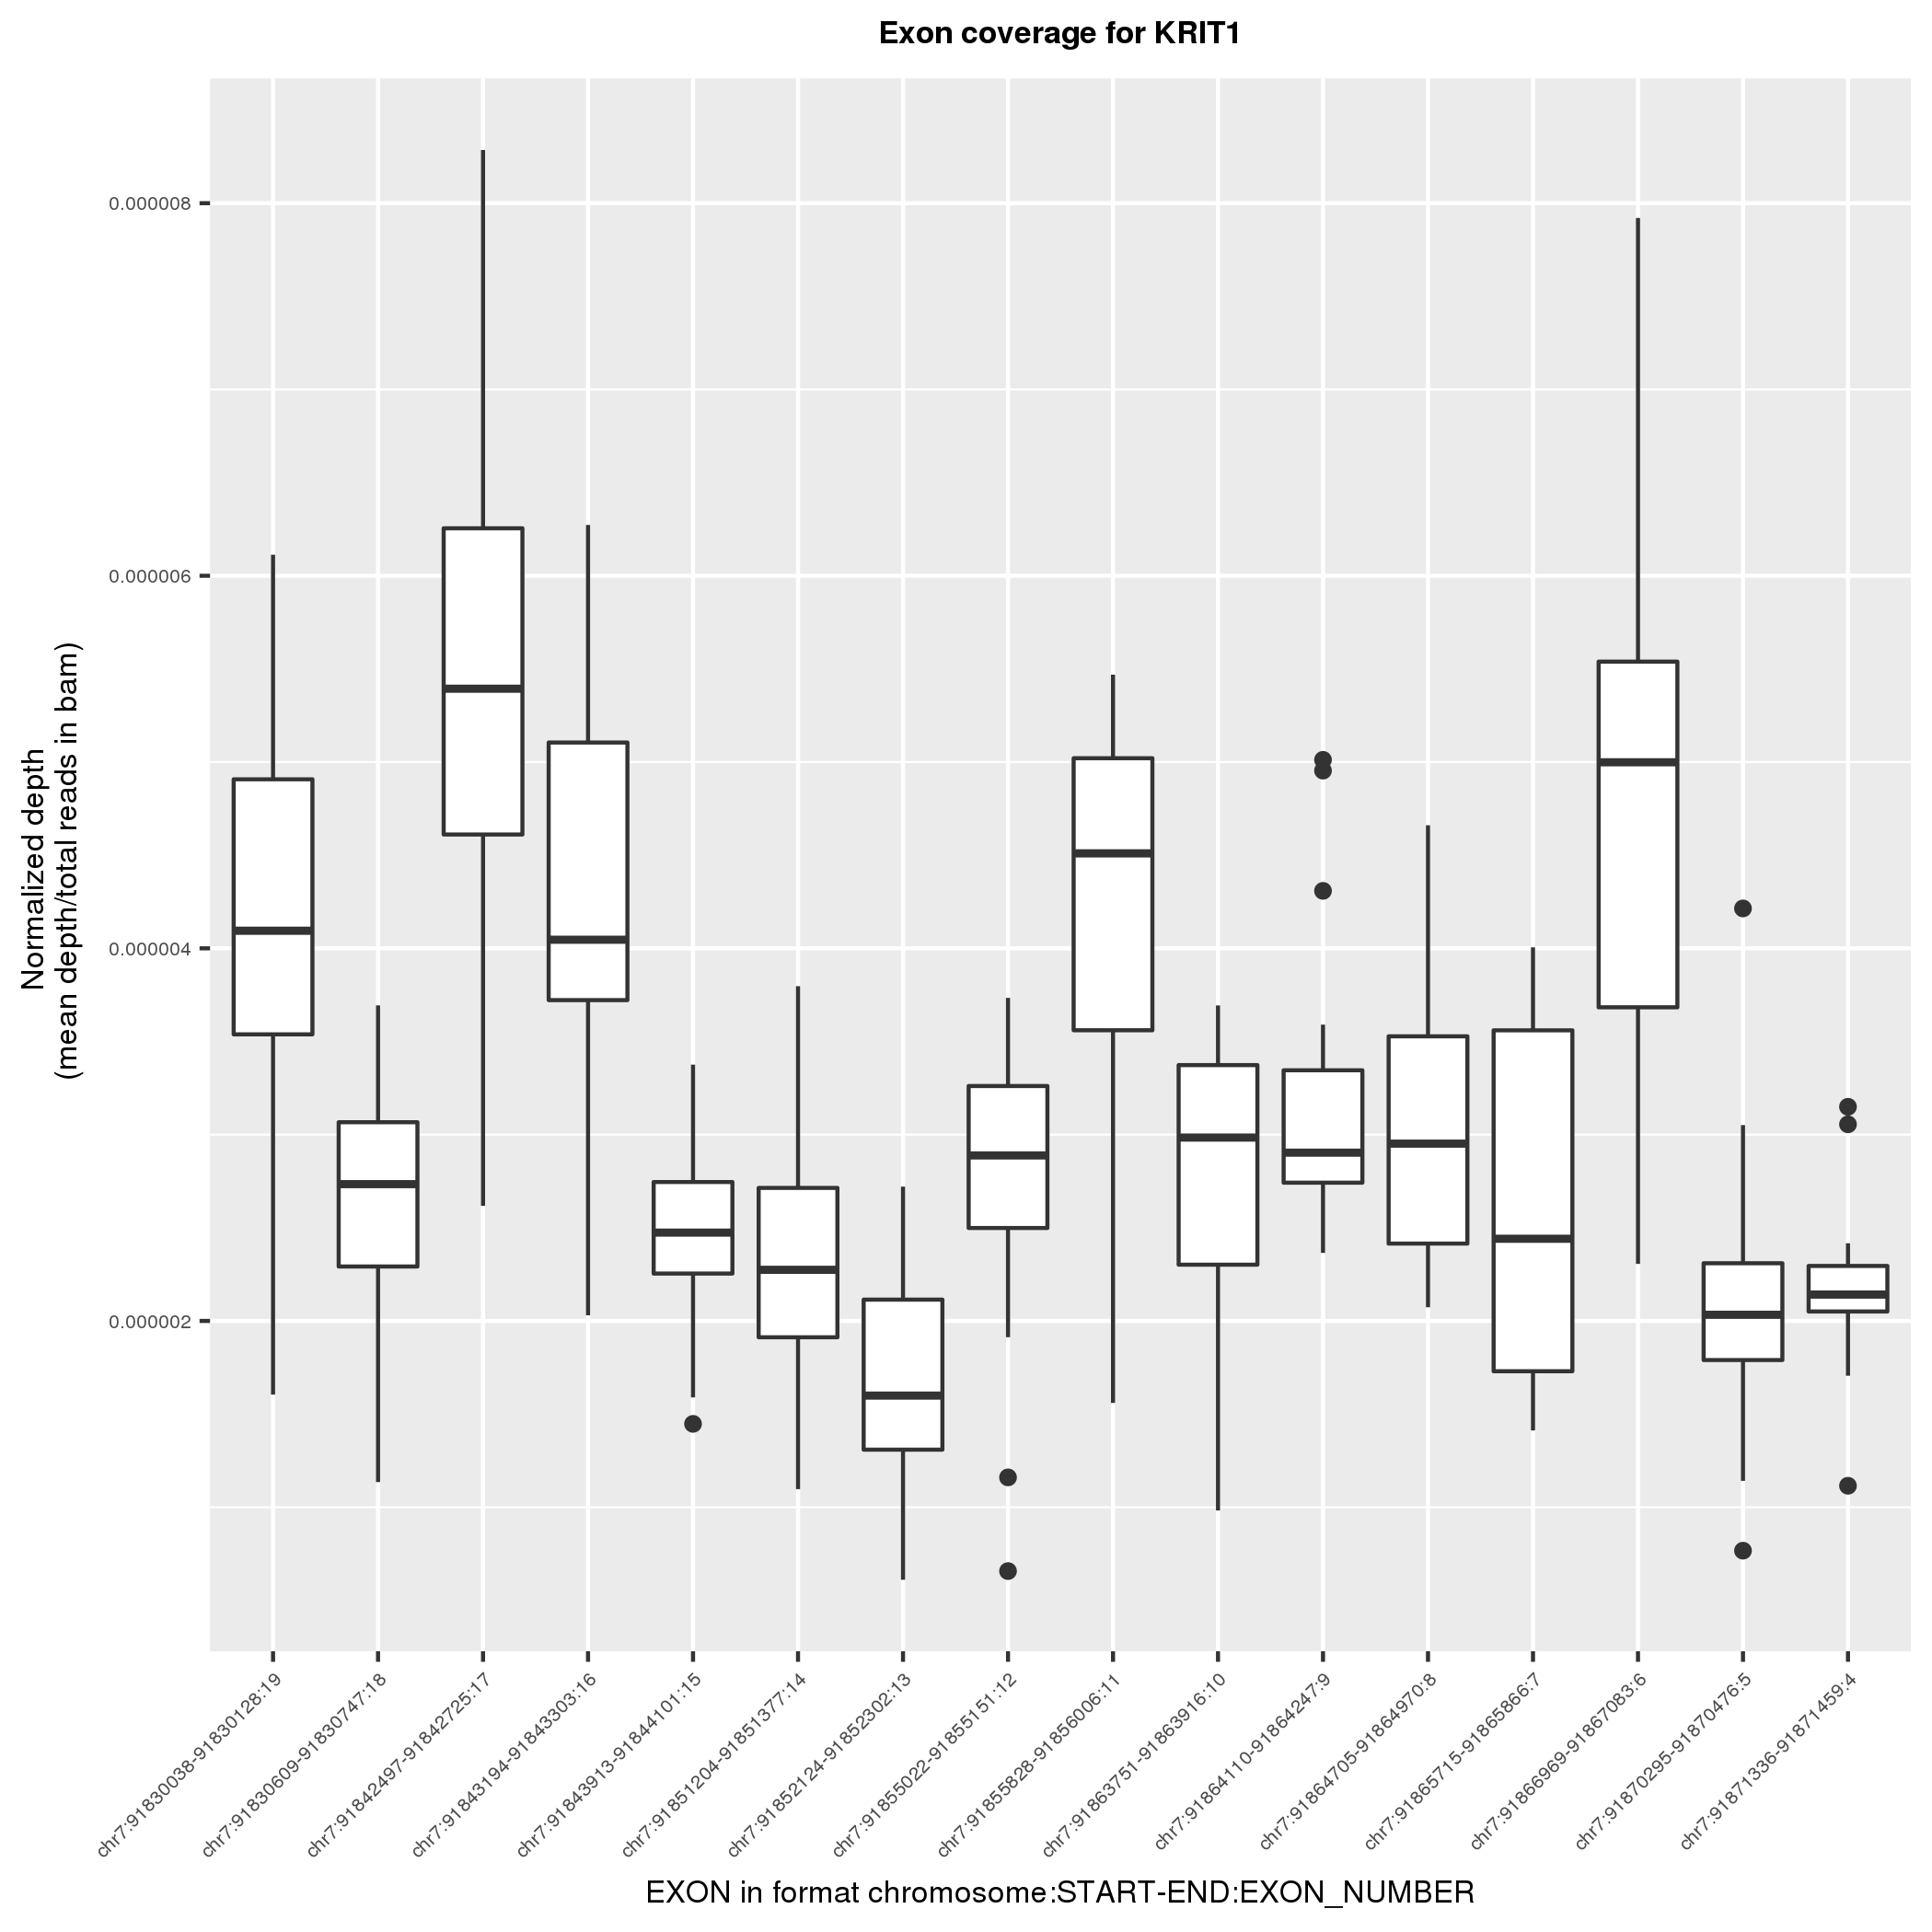 Exon coverage for KRIT1
Normalized depth
(mean depth/total reads in bam)
0.000008
0.000006
0.000004
0.000002
chr7:91830038-91830128:19
chr7:91830609-91830747:18
chr7:91842497-91842725:17
chr7:91843194-91843303:16
chr7:91843913-91844101:15
chr7:91851204-91851377:14
chr7:91852124-91852302:13
chr7:91855022-91855151:12
chr7:91855828-91856006:11
chr7:91863751-91863916:10
chr7:91864110-91864247:9
chr7:91864705-91864970:8
chr7:91865715-91865866:7
chr7:91866969-91867083:6
chr7:91870295-91870476:5
chr7:91871336-91871459:4
EXON in format chromosome:START-END:EXON_NUMBER